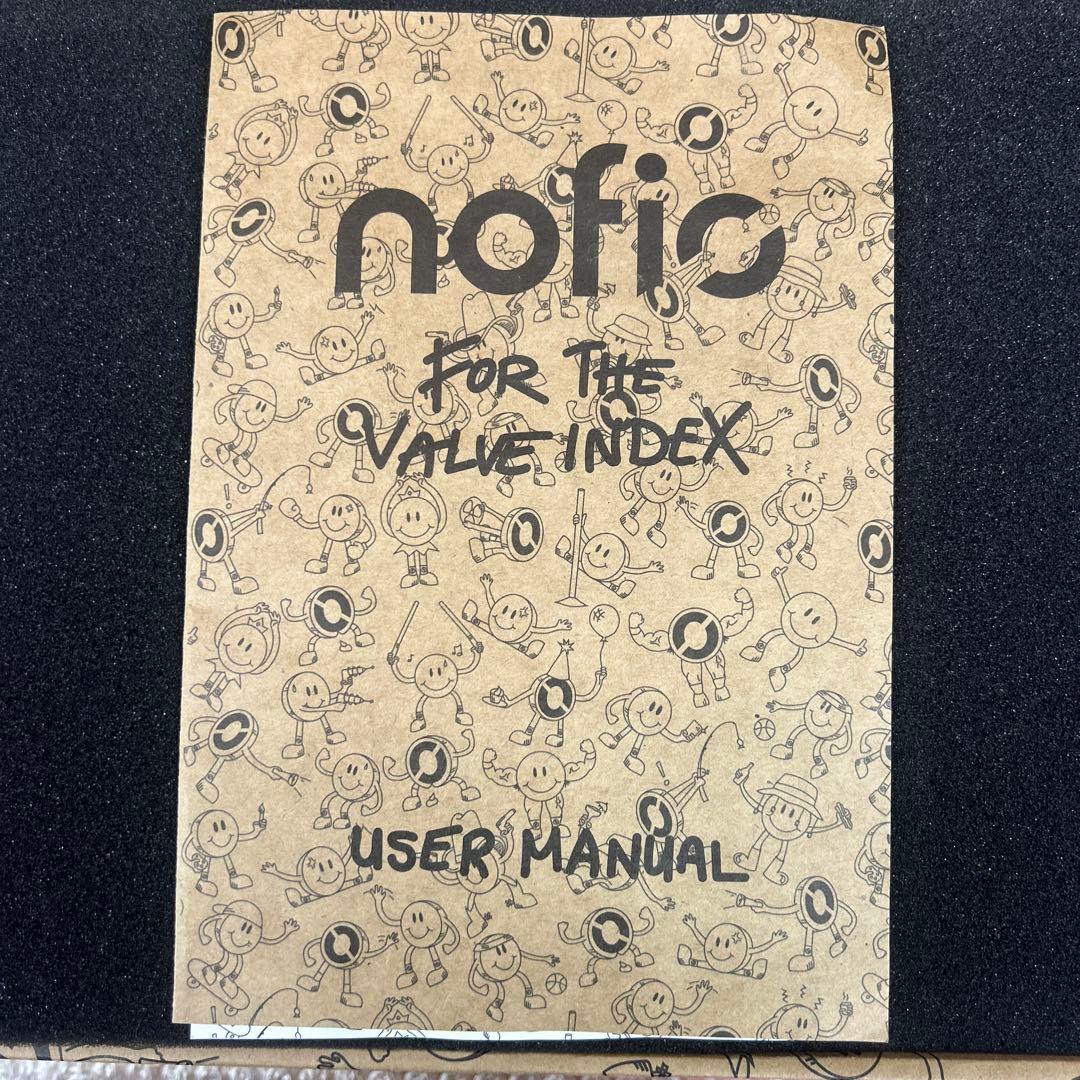 nofio
FOR THE
VALVE INDEX
USER MANUAL